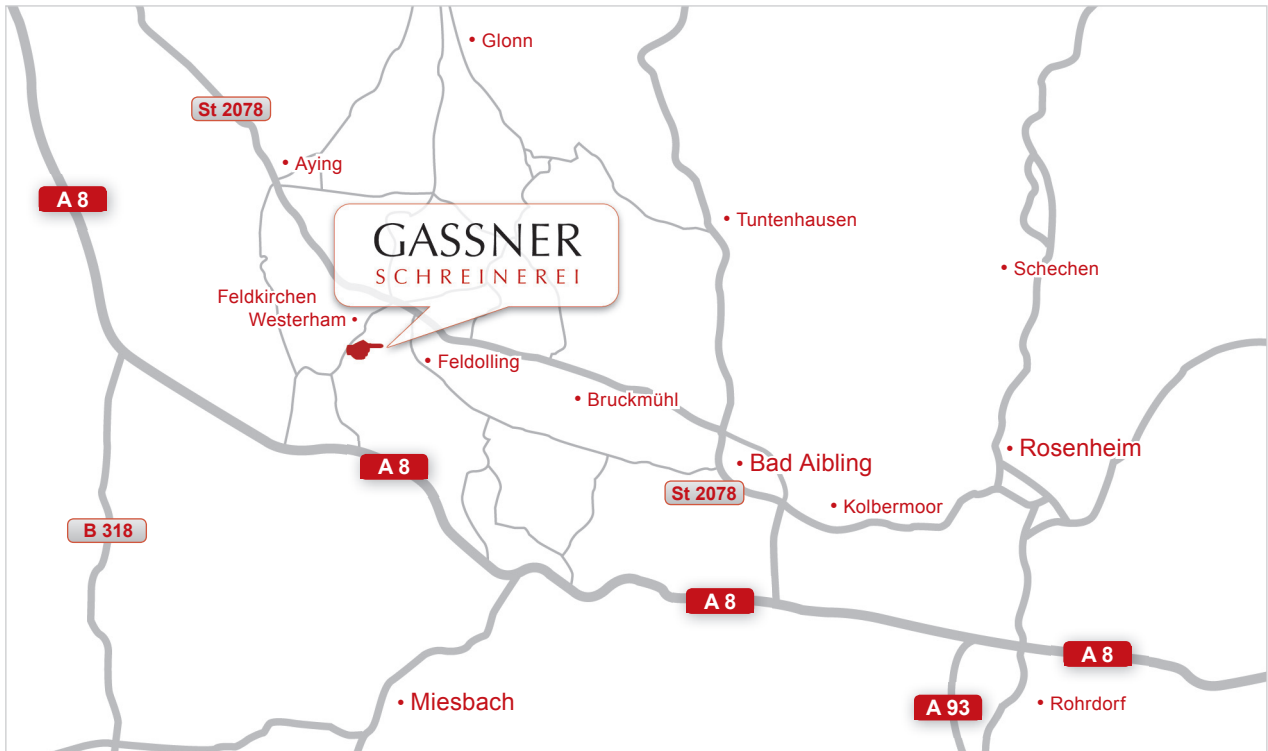 Glonn
St 2078
Aying
A 8
Tuntenhausen
GASSNER
SCHREINEREI
Schechen
Feldkirchen
Westerham
Feldolling
Bruckmühl
Rosenheim
Bad Aibling
A 8
St 2078
Kolbermoor
B 318
A 8
A 8
Miesbach
A 93
Rohrdorf